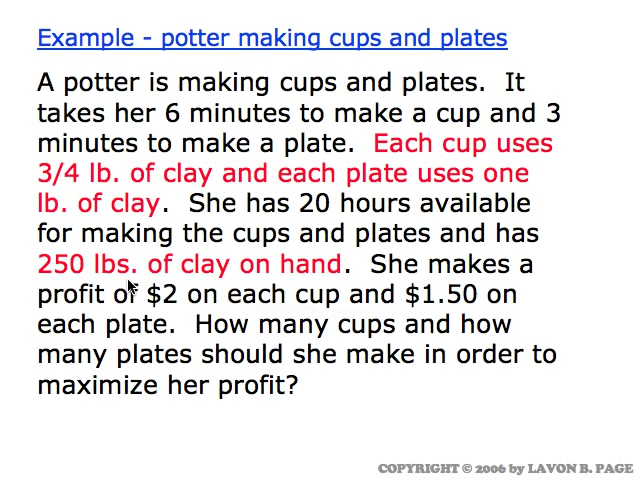 Example - potter making cups and plates
A potter is making cups and plates. It
takes her 6 minutes to make a cup and 3
minutes to make a plate. Each cup uses
3/4 lb. of clay and each plate uses one
lb. of clay. She has 20 hours available
for making the cups and plates and has
250 lbs. of clay on hand. She makes a
profit of $2 on each cup and $1.50 on
each plate. How many cups and how
many plates should she make in order to
maximize her profit?
COPYRIGHT © 2006 by LAVON B. PAGE